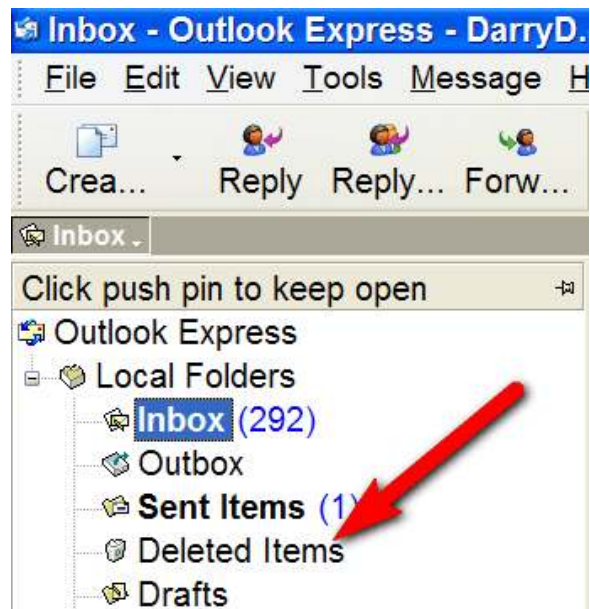 Inbox - Outlook Express - DarryD.
File Edit View Tools Message H
Crea... Reply Reply... Forw...
Inbox
Click push pin to keep open
Outlook Express
Local Folders
Inbox (292)
Outbox
Sent Items (1)
Deleted Items
Drafts